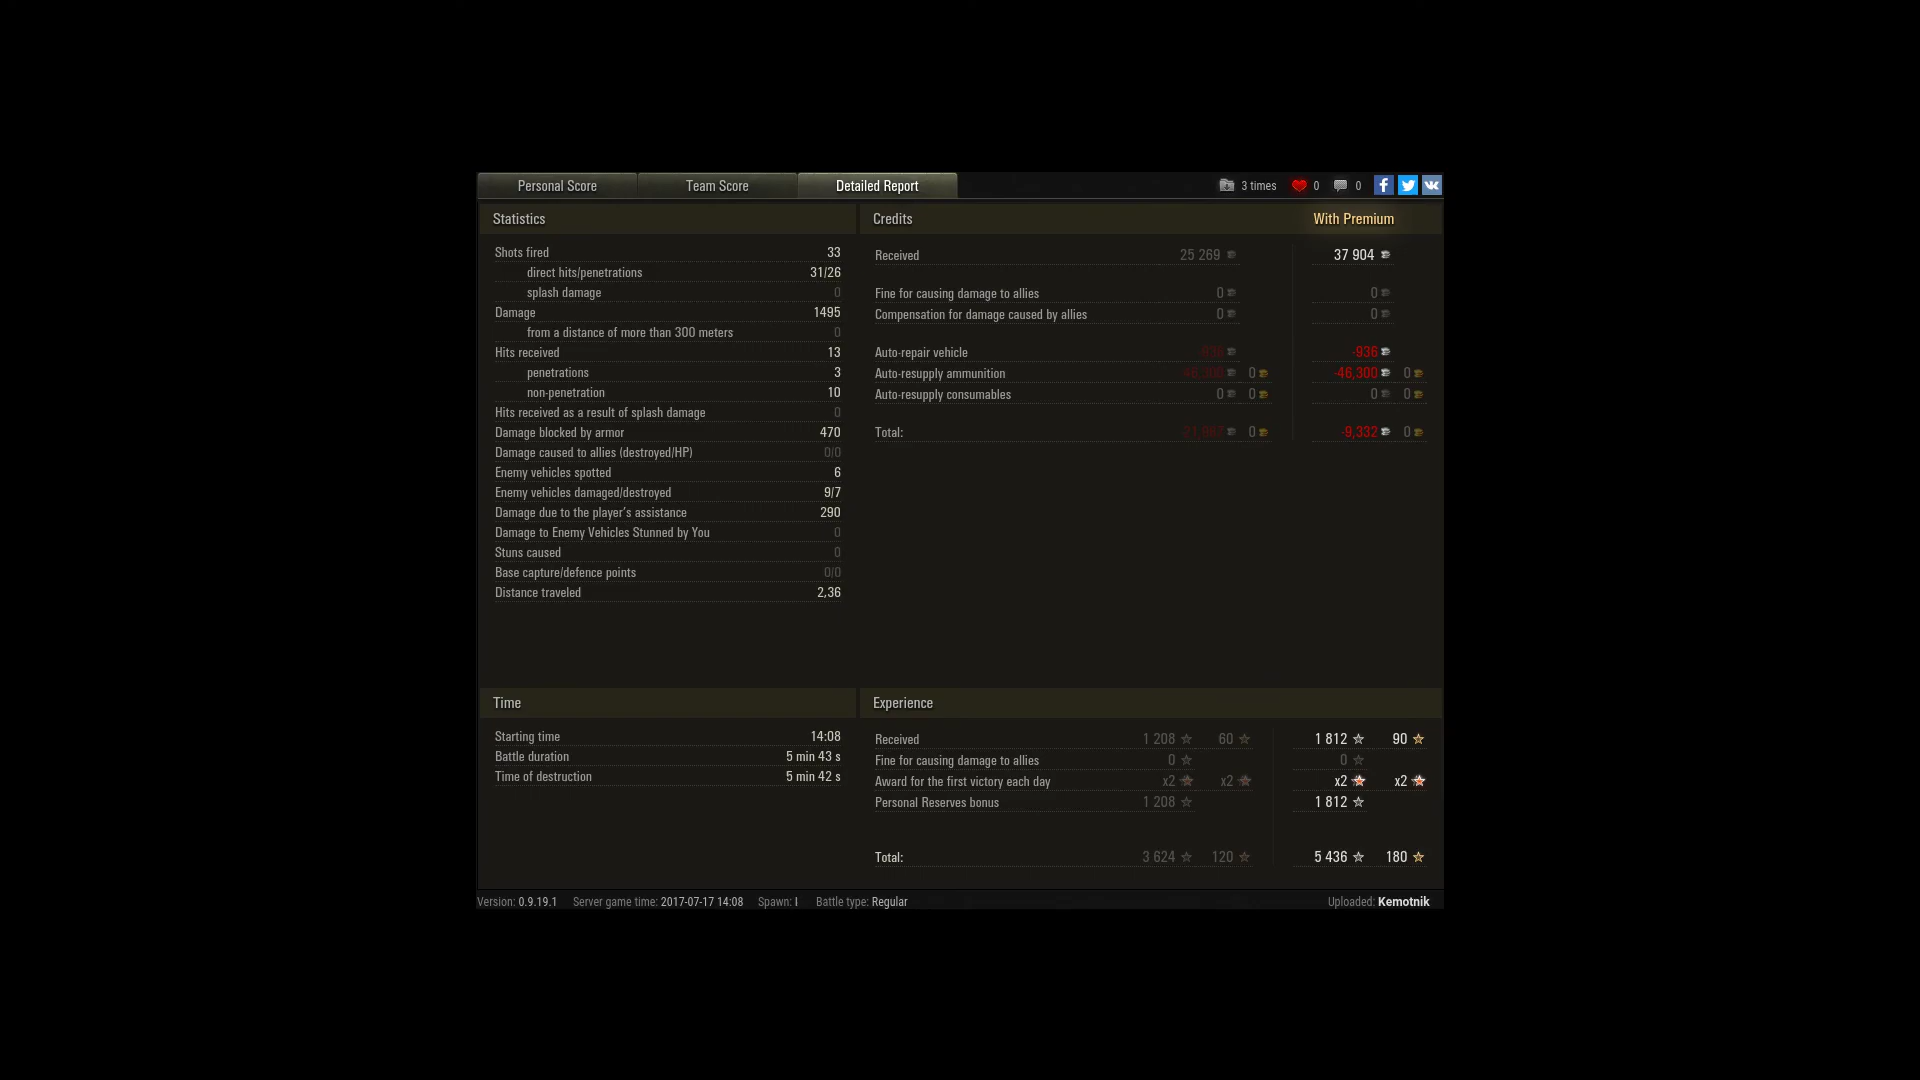 Personal Score Team Score Detailed Report 3 times 0 0
Statistics
Shots fired 33
direct hits/penetrations 31/26
splash damage 0
Damage 1495
from a distance of more than 300 meters 0
Hits received 13
penetrations 3
non-penetration 10
Hits received as a result of splash damage 0
Damage blocked by armor 470
Damage caused to allies (destroyed/HP) 0/0
Enemy vehicles spotted 6
Enemy vehicles damaged/destroyed 9/7
Damage due to the player's assistance 290
Damage to Enemy Vehicles Stunned by You 0
Stuns caused 0
Base capture/defence points 0/0
Distance traveled 2,36
Credits With Premium
Received 25 269 37 904
Fine for causing damage to allies 0 0
Compensation for damage caused by allies 0 0
Auto-repair vehicle -936 -936
Auto-resupply ammunition -46,300 0 -46,300 0
Auto-resupply consumables 0 0 0 0
Total: -21,967 0 -9,332 0
Time
Starting time 14:08
Battle duration 5 min 43 s
Time of destruction 5 min 42 s
Experience
Received 1 208 60 1 812 90
Fine for causing damage to allies 0 0
Award for the first victory each day x2 x2 x2 x2
Personal Reserves bonus 1 208 1 812
Total: 3 624 120 5 436 180
Version: 0.9.19.1 Server game time: 2017-07-17 14:08 Spawn: I Battle type: Regular Uploaded: Kemotnik